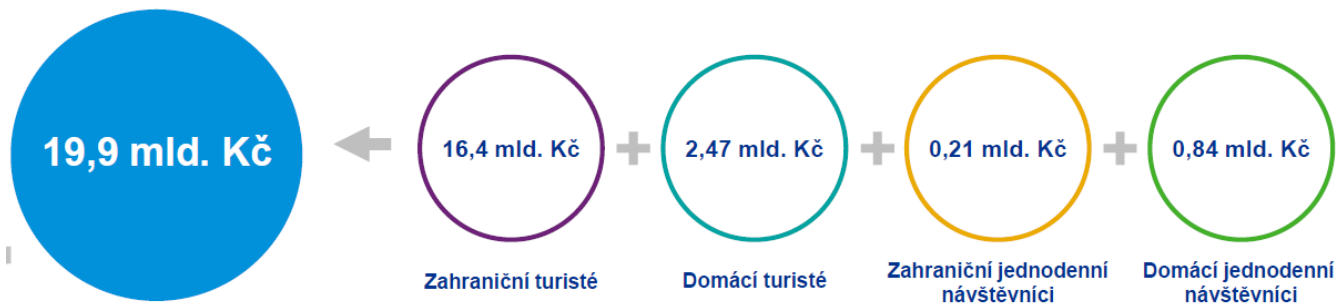 19,9 mld. Kč
16,4 mld. Kč
2,47 mld. Kč
0,21 mld. Kč
0,84 mld. Kč
Zahraniční turisté
Domácí turisté
Zahraniční jednodenní
návštěvníci
Domácí jednodenní
návštěvníci